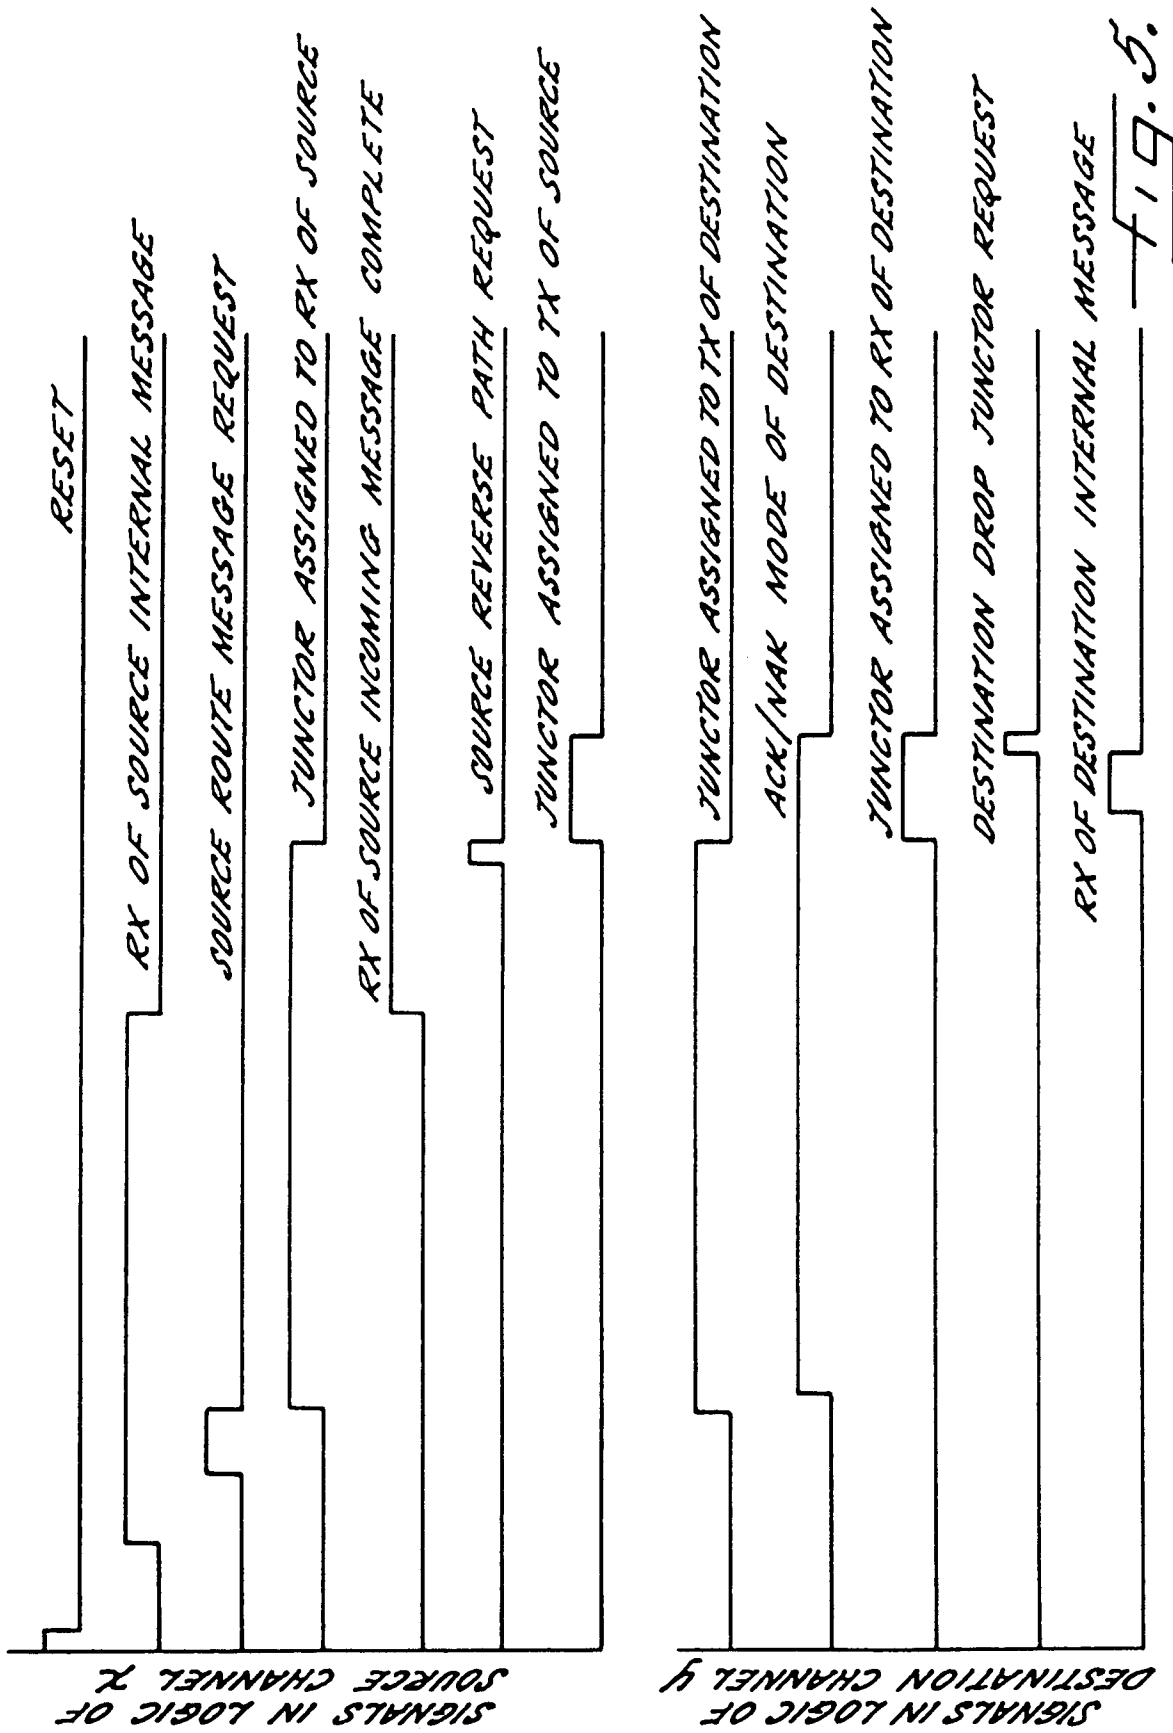 SIGNALS IN LOGIC OF
SOURCE CHANNEL x
RESET
RX OF SOURCE INTERNAL MESSAGE
SOURCE ROUTE MESSAGE REQUEST
JUNCTOR ASSIGNED TO RX OF SOURCE
RX OF SOURCE INCOMING MESSAGE COMPLETE
SOURCE REVERSE PATH REQUEST
JUNCTOR ASSIGNED TO TX OF SOURCE
SIGNALS IN LOGIC OF
DESTINATION CHANNEL y
JUNCTOR ASSIGNED TO TX OF DESTINATION
ACK/NAK MODE OF DESTINATION
JUNCTOR ASSIGNED TO RX OF DESTINATION
DESTINATION DROP JUNCTOR REQUEST
RX OF DESTINATION INTERNAL MESSAGE
Fig. 5.